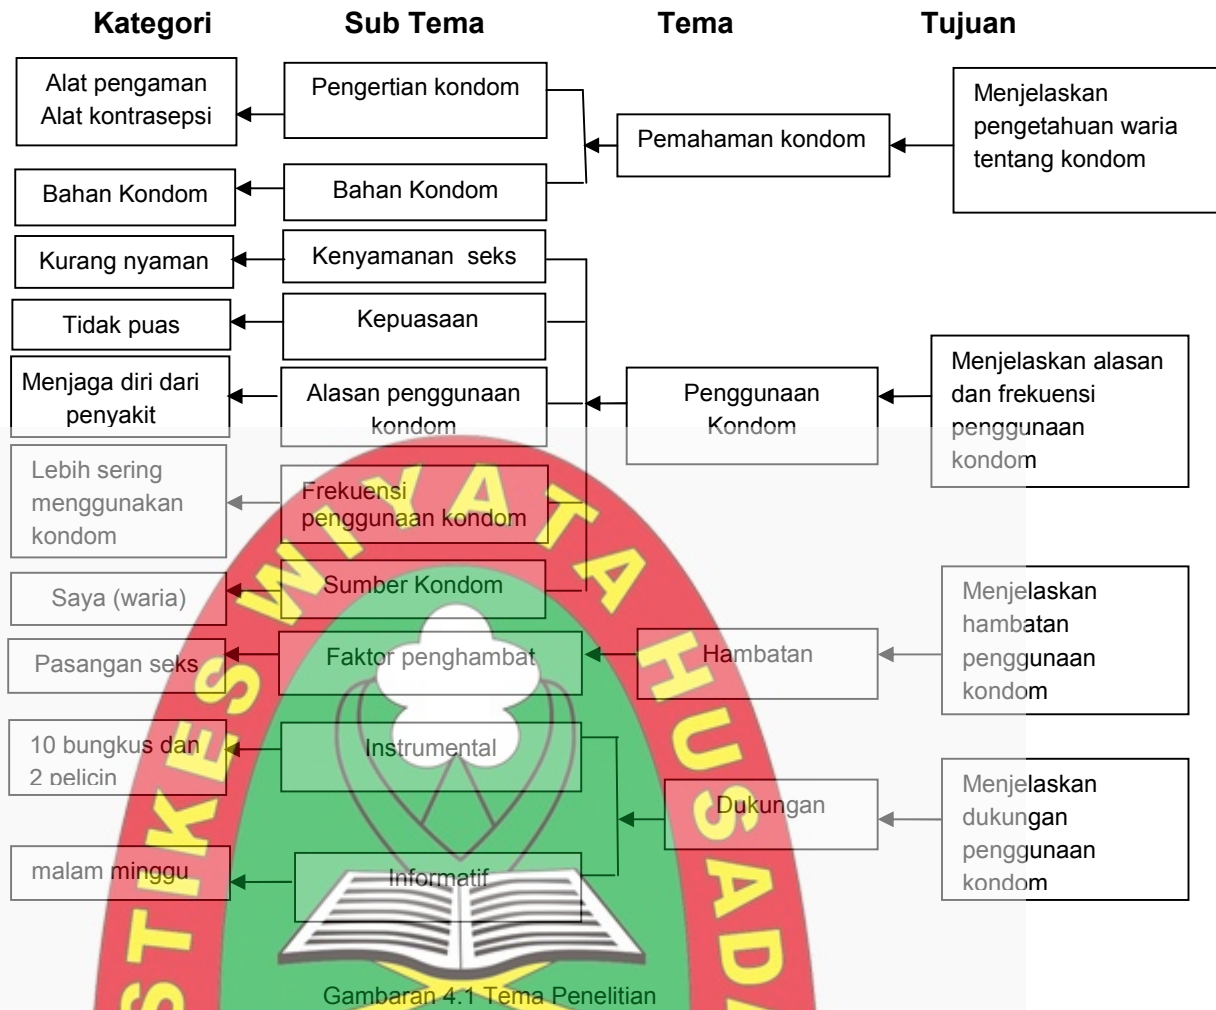 Kategori Sub Tema Tema Tujuan
Alat pengaman
Alat kontrasepsi
Pengertian kondom
Pemahaman kondom
Menjelaskan
pengetahuan waria
tentang kondom
Bahan Kondom
Bahan Kondom
Kurang nyaman
Kenyamanan seks
Tidak puas
Kepuasaan
Menjaga diri dari
penyakit
Alasan penggunaan
kondom
Penggunaan
Kondom
Menjelaskan alasan
dan frekuensi
penggunaan
kondom
Lebih sering
menggunakan
kondom
Frekuensi
penggunaan kondom
Saya (waria)
Sumber Kondom
Pasangan seks
Faktor penghambat
Hambatan
Menjelaskan
hambatan
penggunaan
kondom
10 bungkus dan
2 pelicin
Instrumental
Dukungan
Menjelaskan
dukungan
penggunaan
kondom
malam minggu
Informatif
STIKES WIYATA HUSADA
Gambaran 4.1 Tema Penelitian